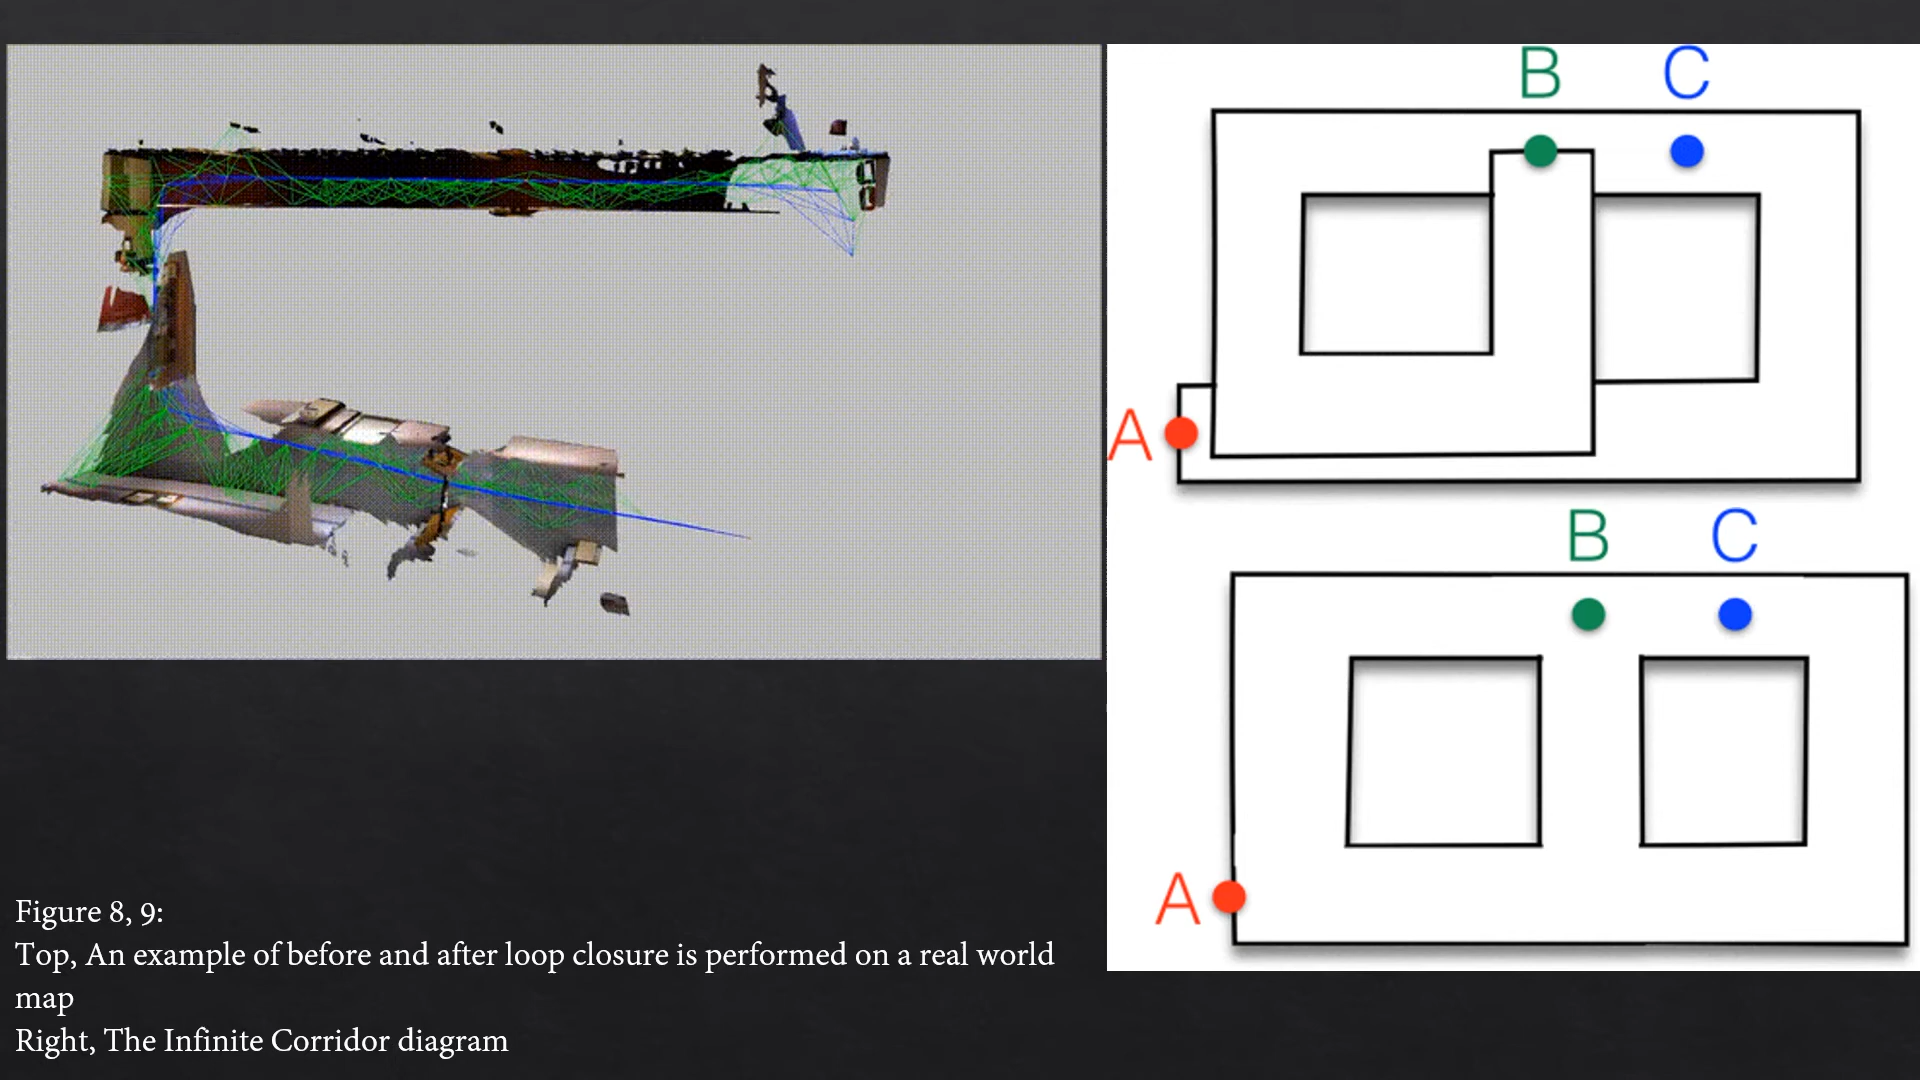 B C
A
B C
A
Figure 8, 9:
Top, An example of before and after loop closure is performed on a real world
map
Right, The Infinite Corridor diagram